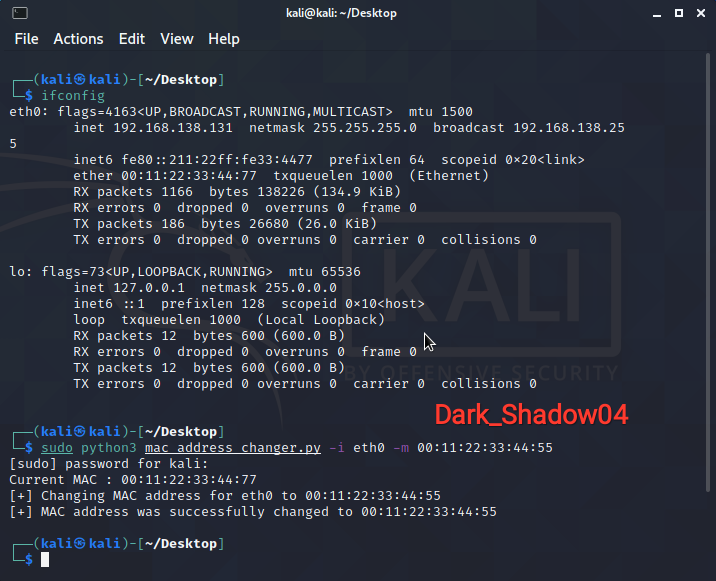 kali@kali: ~/Desktop
File Actions Edit View Help
┌──(kali㉿kali)-[~/Desktop]
└─$ ifconfig
eth0: flags=4163<UP,BROADCAST,RUNNING,MULTICAST>  mtu 1500
        inet 192.168.138.131  netmask 255.255.255.0  broadcast 192.168.138.25
5
        inet6 fe80::211:22ff:fe33:4477  prefixlen 64  scopeid 0×20<link>
        ether 00:11:22:33:44:77  txqueuelen 1000  (Ethernet)
        RX packets 1166  bytes 138226 (134.9 KiB)
        RX errors 0  dropped 0  overruns 0  frame 0
        TX packets 186  bytes 26680 (26.0 KiB)
        TX errors 0  dropped 0 overruns 0  carrier 0  collisions 0
lo: flags=73<UP,LOOPBACK,RUNNING>  mtu 65536
        inet 127.0.0.1  netmask 255.0.0.0
        inet6 ::1  prefixlen 128  scopeid 0×10<host>
        loop  txqueuelen 1000  (Local Loopback)
        RX packets 12  bytes 600 (600.0 B)
        RX errors 0  dropped 0  overruns 0  frame 0
        TX packets 12  bytes 600 (600.0 B)
        TX errors 0  dropped 0 overruns 0  carrier 0  collisions 0
KALI
BY OFFENSIVE SECURITY
Dark_Shadow04
┌──(kali㉿kali)-[~/Desktop]
└─$ sudo python3 mac_address_changer.py -i eth0 -m 00:11:22:33:44:55
[sudo] password for kali:
Current MAC : 00:11:22:33:44:77
[+] Changing MAC address for eth0 to 00:11:22:33:44:55
[+] MAC address was successfully changed to 00:11:22:33:44:55
┌──(kali㉿kali)-[~/Desktop]
└─$